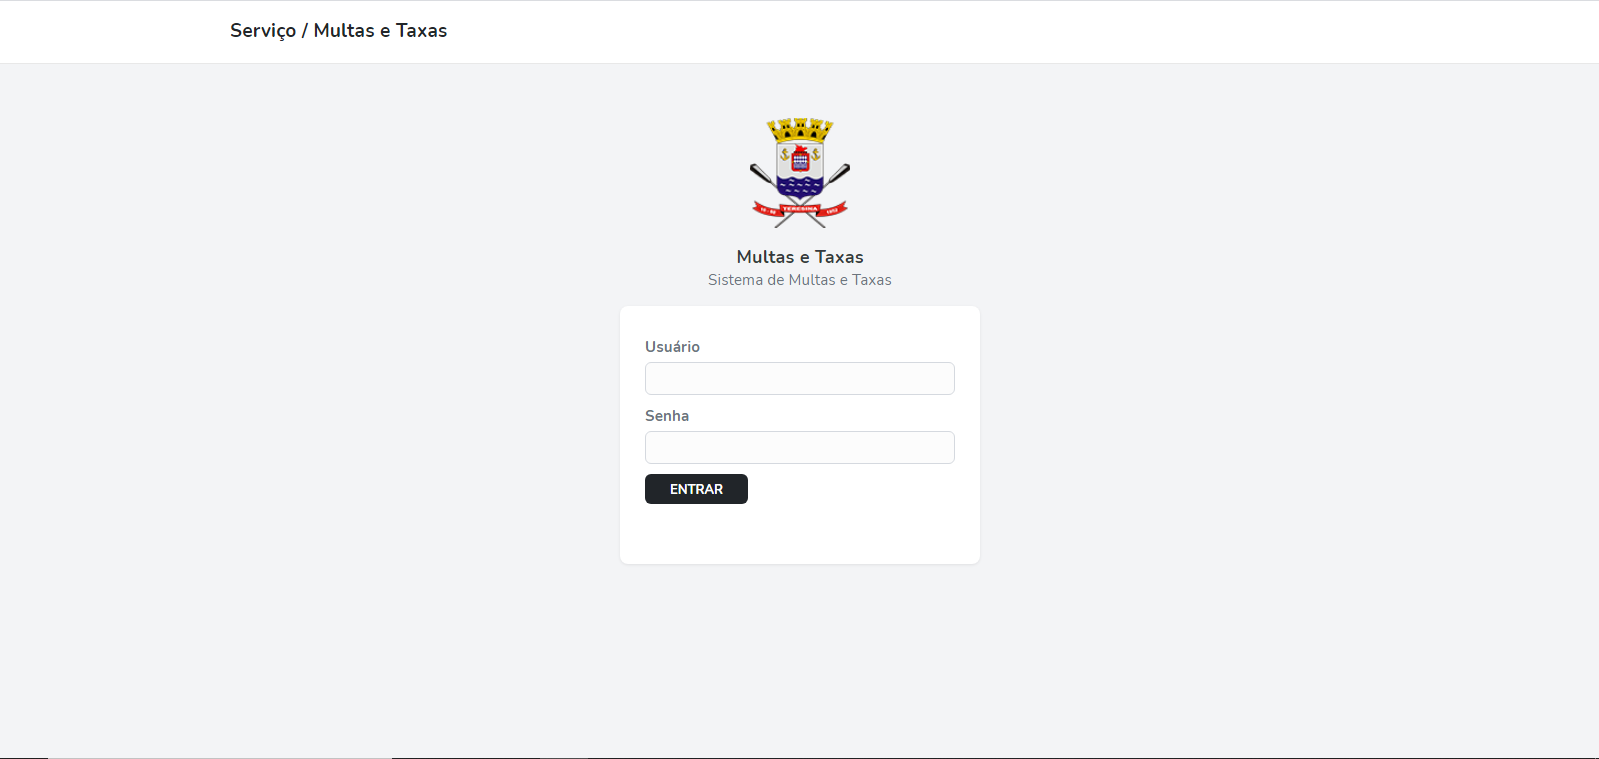 Serviço / Multas e Taxas
TERESINA
Multas e Taxas
Sistema de Multas e Taxas
Usuário
Senha
ENTRAR